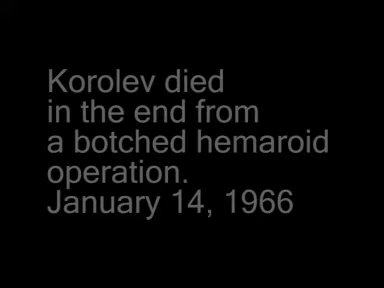 Korolev died
in the end from
a botched hemaroid
operation.
January 14, 1966